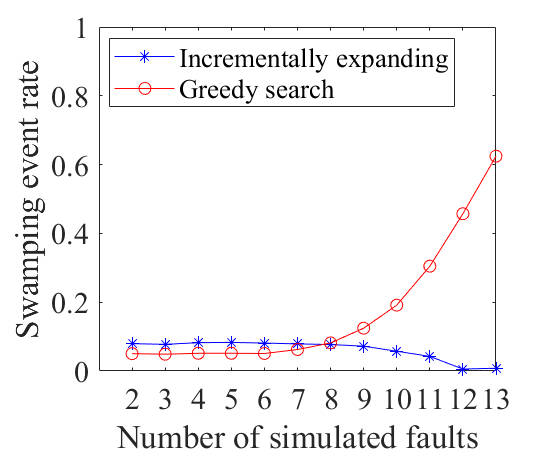 1
0.8
0.6
0.4
0.2
0
Swamping event rate
Incrementally expanding
Greedy search
2 3 4 5 6 7 8 9 10 11 12 13
Number of simulated faults